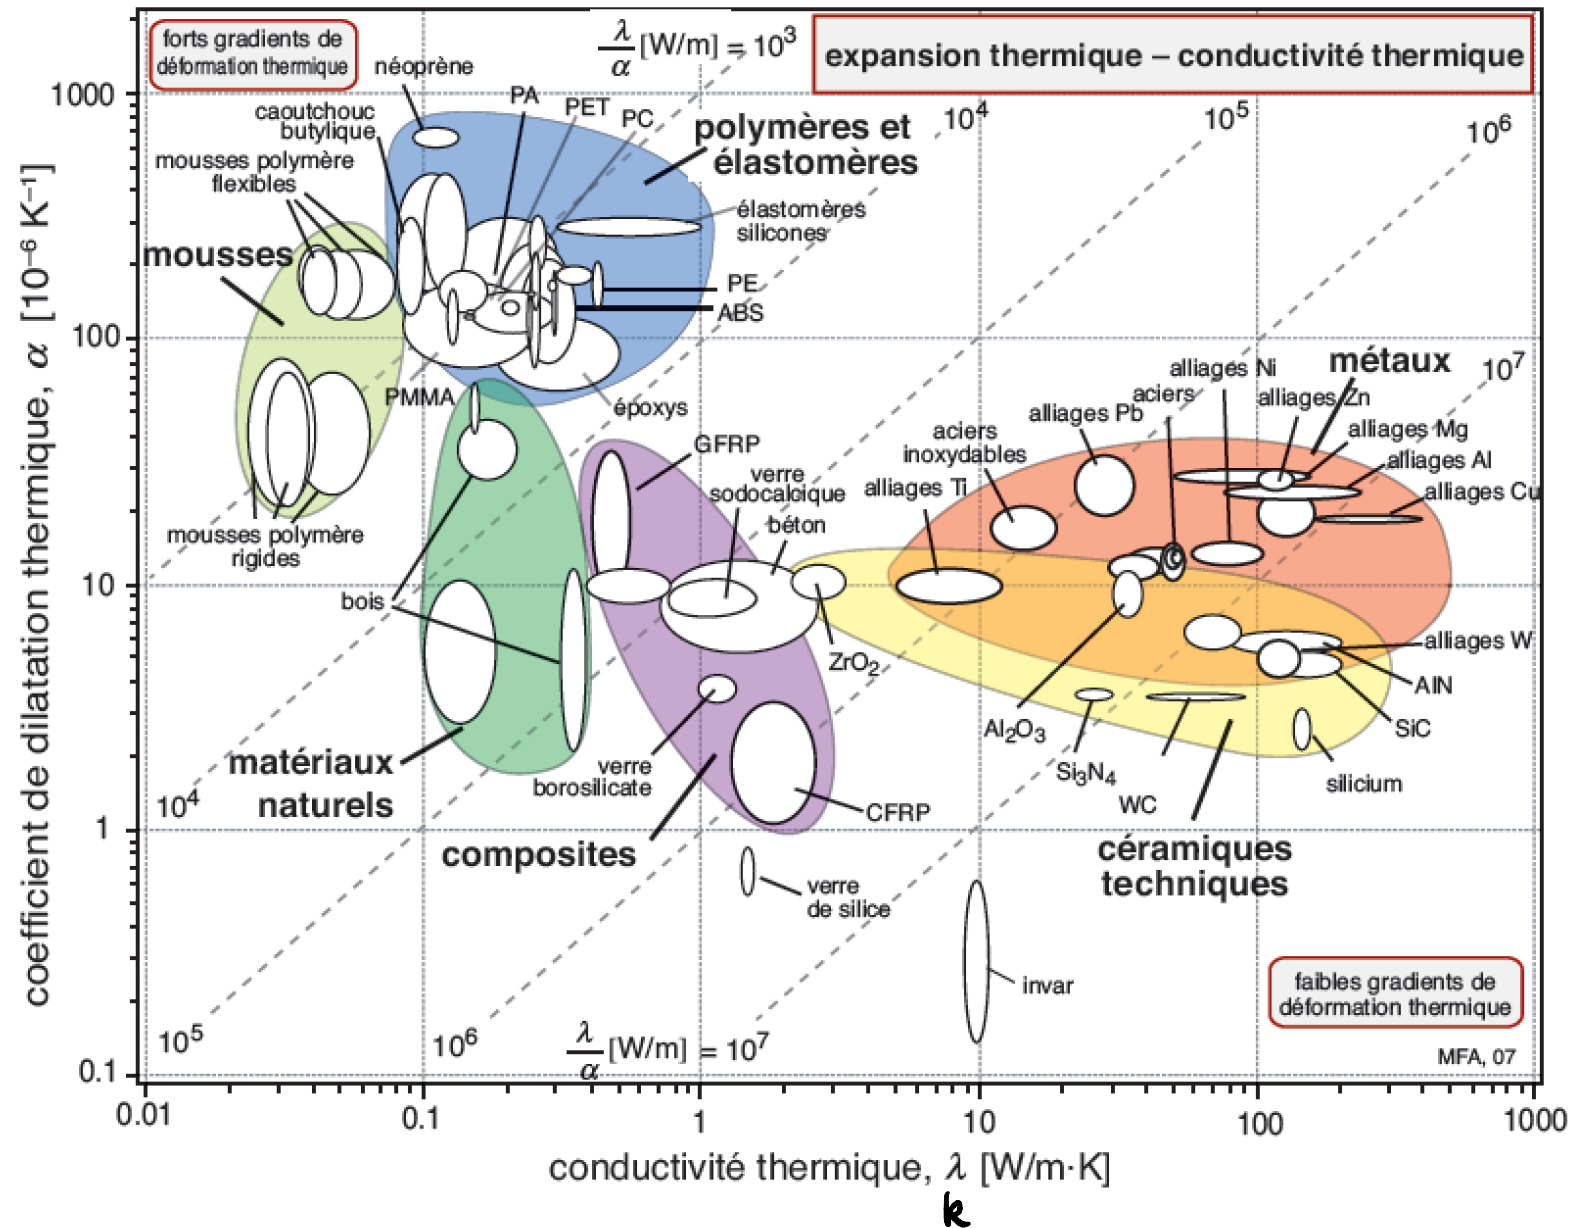 forts gradients de
déformation thermique
λ/α [W/m] = 10³
expansion thermique – conductivité thermique
néoprène
1000
PA
PET
PC
caoutchouc
butylique
10⁴
10⁵
10⁶
polymères et
élastomères
mousses polymère
flexibles
élastomères
silicones
mousses
PE
ABS
100
alliages Ni
métaux
10⁷
PMMA
époxys
aciers
alliages Zn
alliages Pb
alliages Mg
aciers
inoxydables
GFRP
verre
sodocalcique
alliages Ti
alliages Al
alliages Cu
béton
mousses polymère
rigides
10
bois
ZrO₂
alliages W
AlN
SiC
Al₂O₃
matériaux
naturels
verre
borosilicate
Si₃N₄
WC
silicium
10⁴
CFRP
1
composites
céramiques
techniques
verre
de silice
invar
faibles gradients de
déformation thermique
10⁵
10⁶
λ/α [W/m] = 10⁷
MFA, 07
0.1
0.01
0.1
1
10
100
1000
coefficient de dilatation thermique, α [10⁻⁶ K⁻¹]
conductivité thermique, λ [W/m·K]
k